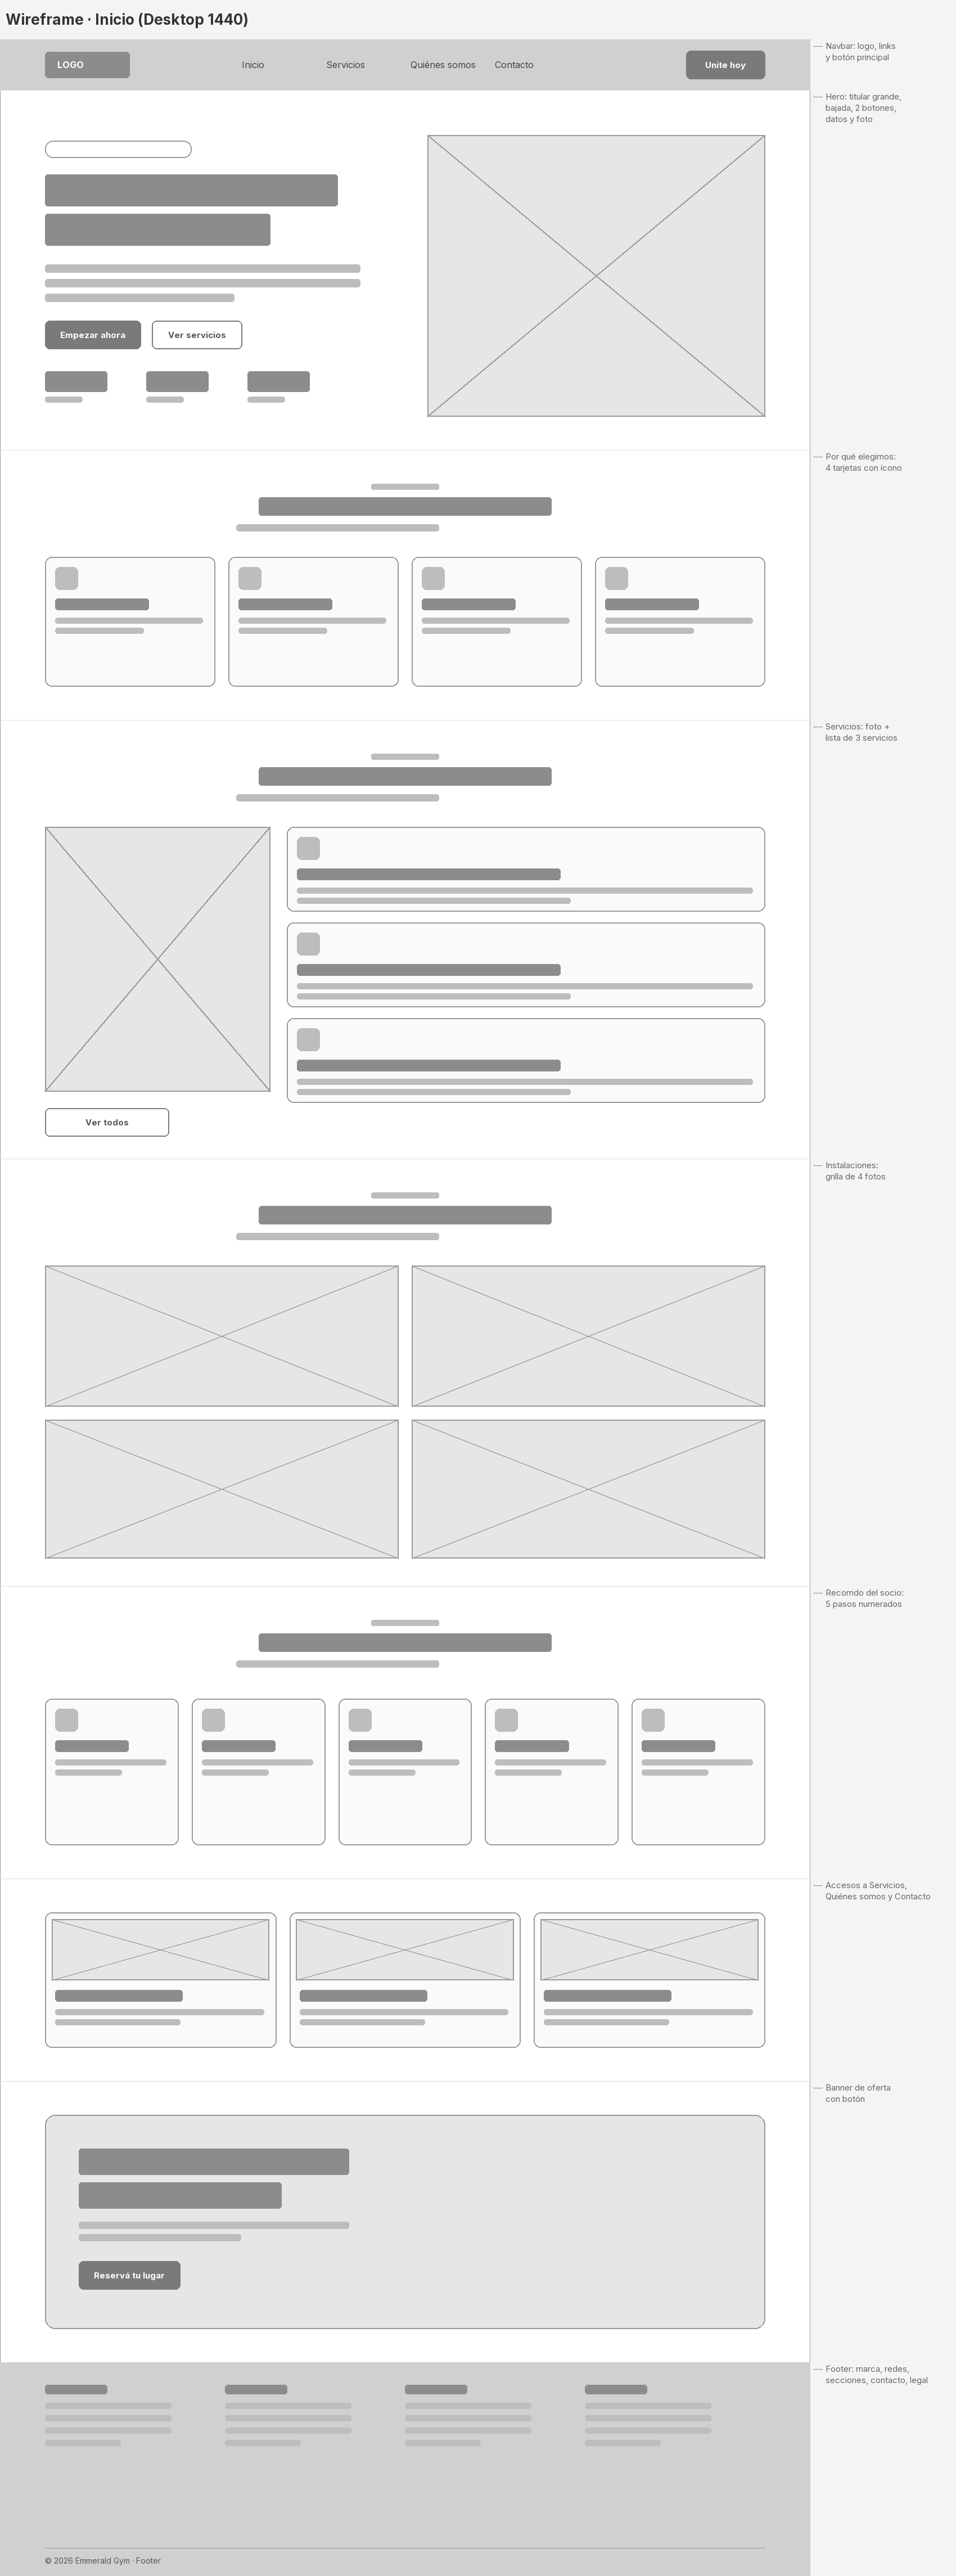 Wireframe · Inicio (Desktop 1440)
LOGO
Inicio
Servicios
Quiénes somos
Contacto
Unite hoy
Navbar: logo, links
y botón principal
Hero: titular grande,
bajada, 2 botones,
datos y foto
Empezar ahora
Ver servicios
Por qué elegirnos:
4 tarjetas con ícono
Servicios: foto +
lista de 3 servicios
Ver todos
Instalaciones:
grilla de 4 fotos
Recorrido del socio:
5 pasos numerados
Accesos a Servicios,
Quiénes somos y Contacto
Banner de oferta
con botón
Reservá tu lugar
Footer: marca, redes,
secciones, contacto, legal
© 2026 Emmerald Gym · Footer